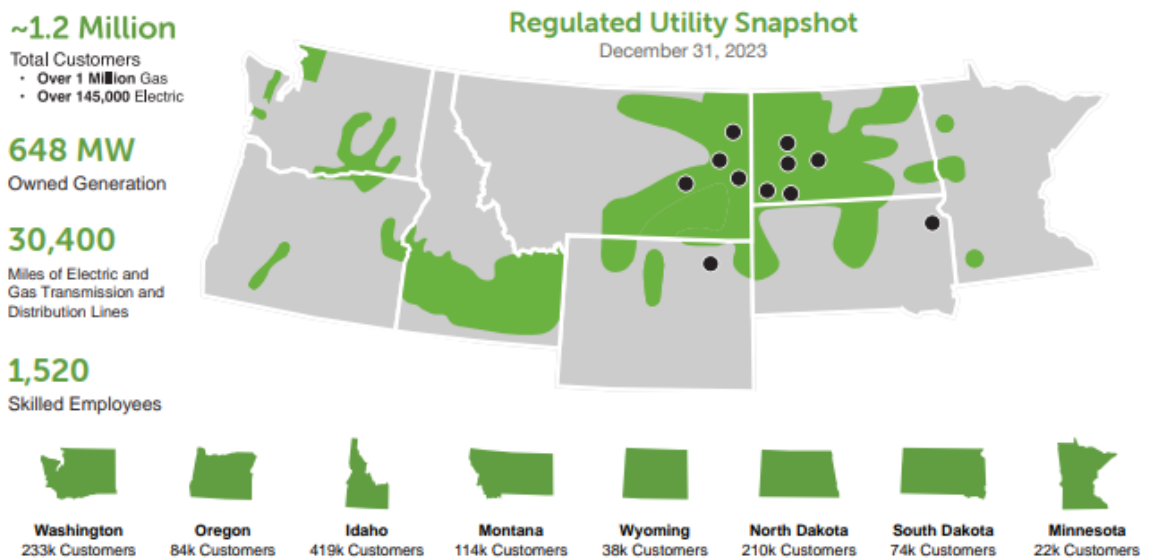 ~1.2 Million
Total Customers
• Over 1 Million Gas
• Over 145,000 Electric
648 MW
Owned Generation
30,400
Miles of Electric and
Gas Transmission and
Distribution Lines
1,520
Skilled Employees
Regulated Utility Snapshot
December 31, 2023
Washington
233k Customers
Oregon
84k Customers
Idaho
419k Customers
Montana
114k Customers
Wyoming
38k Customers
North Dakota
210k Customers
South Dakota
74k Customers
Minnesota
22k Customers